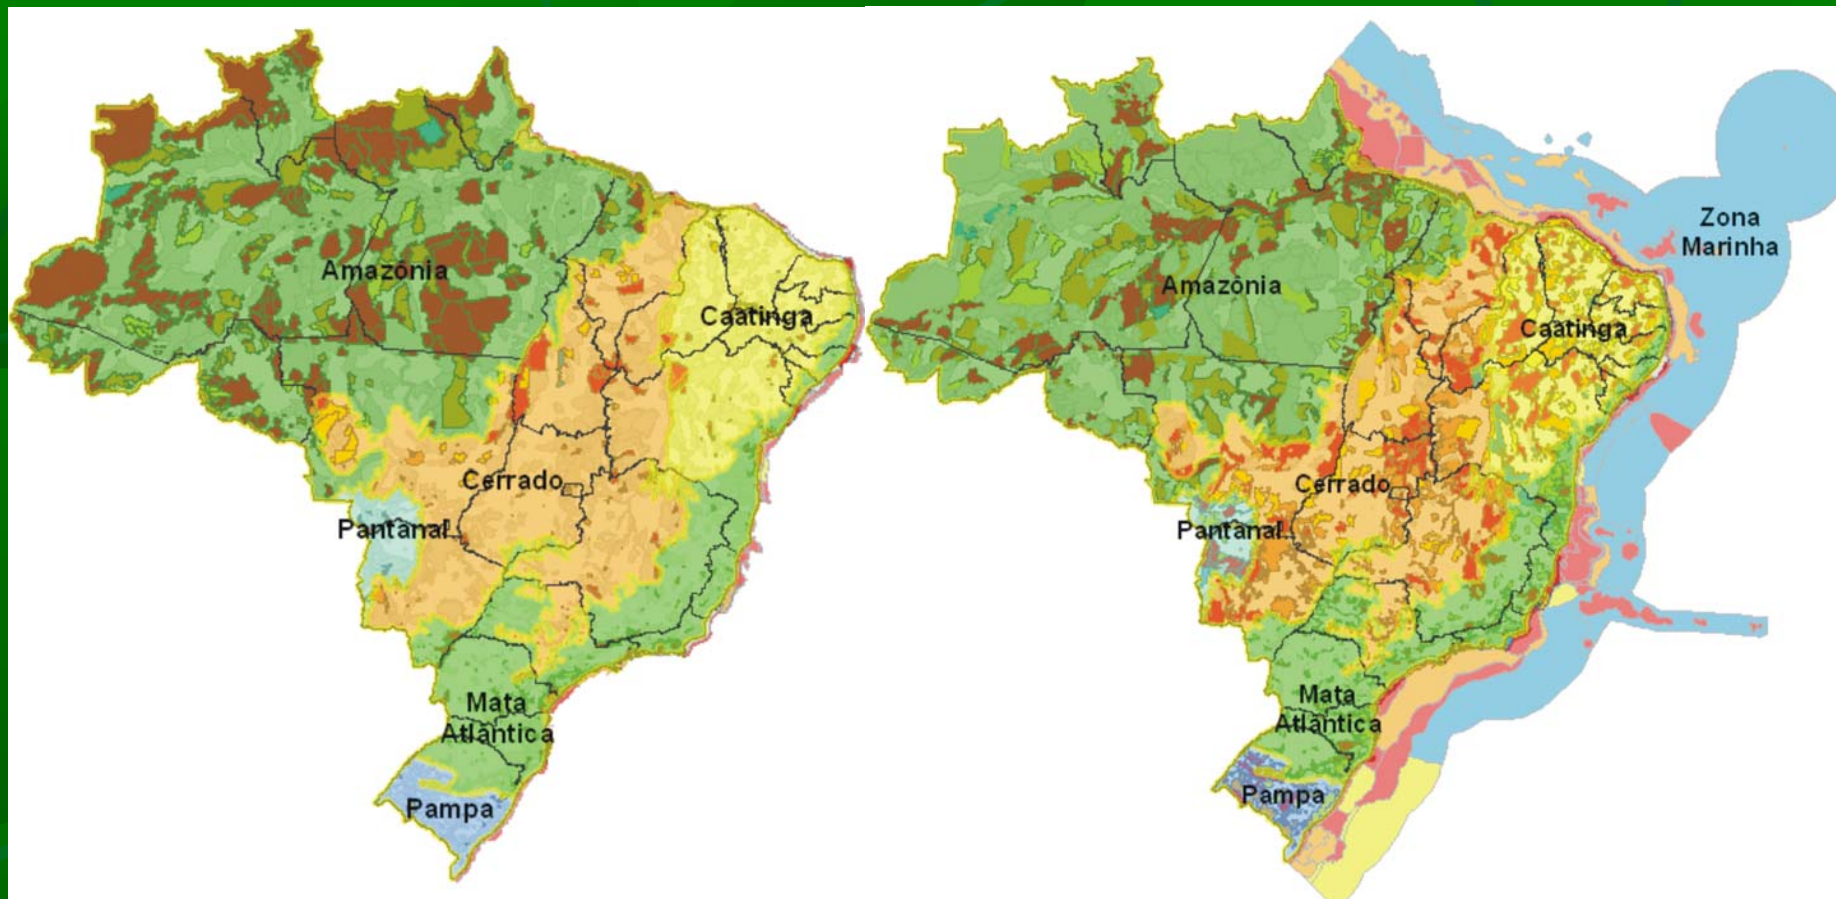 Amazônia
Caatinga
Cerrado
Pantanal
Mata
Atlântica
Pampa
Zona
Marinha
Amazônia
Caatinga
Cerrado
Pantanal
Mata
Atlântica
Pampa